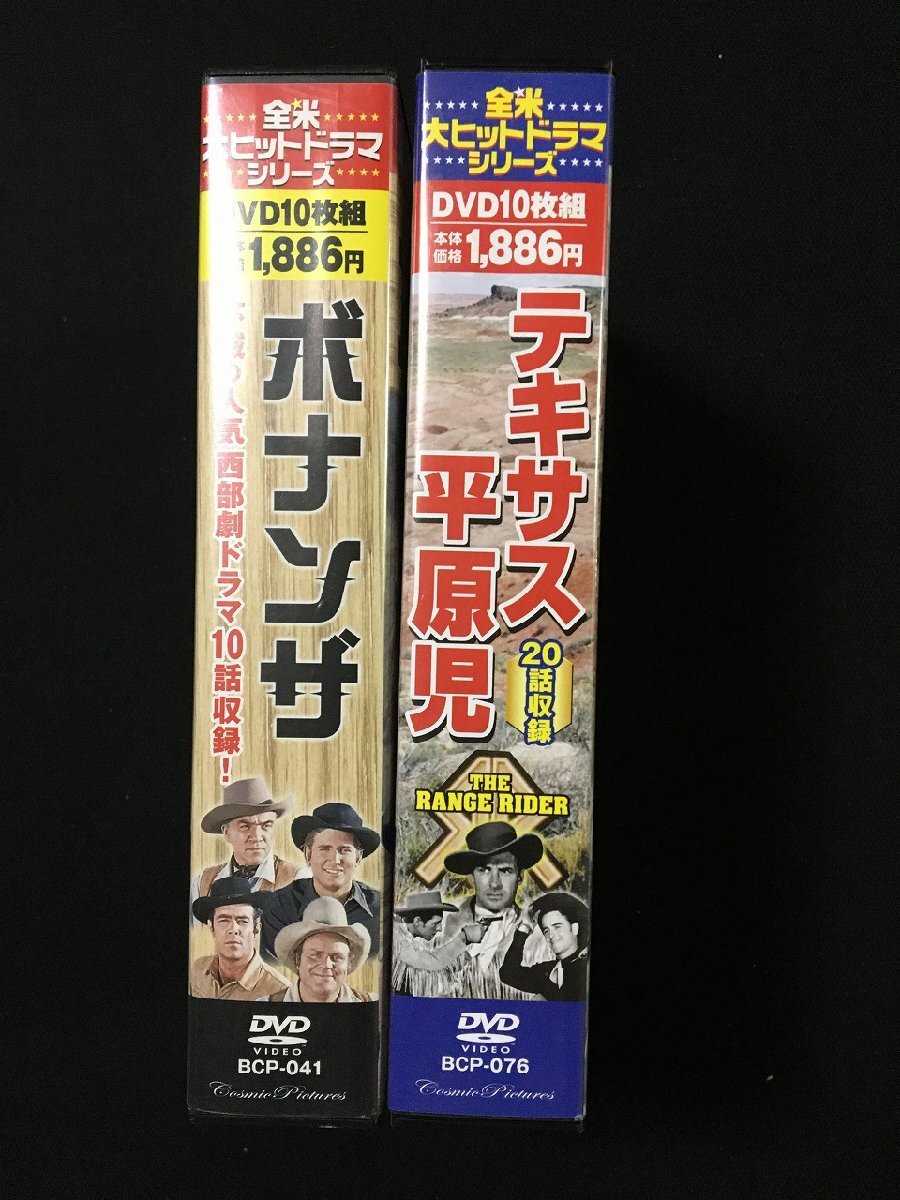 全米
大ヒットドラマ
シリーズ
VD10枚組
1,886円
ボナンザ
人気西部劇ドラマ10話収録!
DVD
VIDEO
BCP-041
Cosmic Pictures
全米
大ヒットドラマ
シリーズ
DVD10枚組
本体
価格
1,886円
テキサス
平原児
20話収録
THE
RANGE RIDER
DVD
VIDEO
BCP-076
Cosmic Pictures